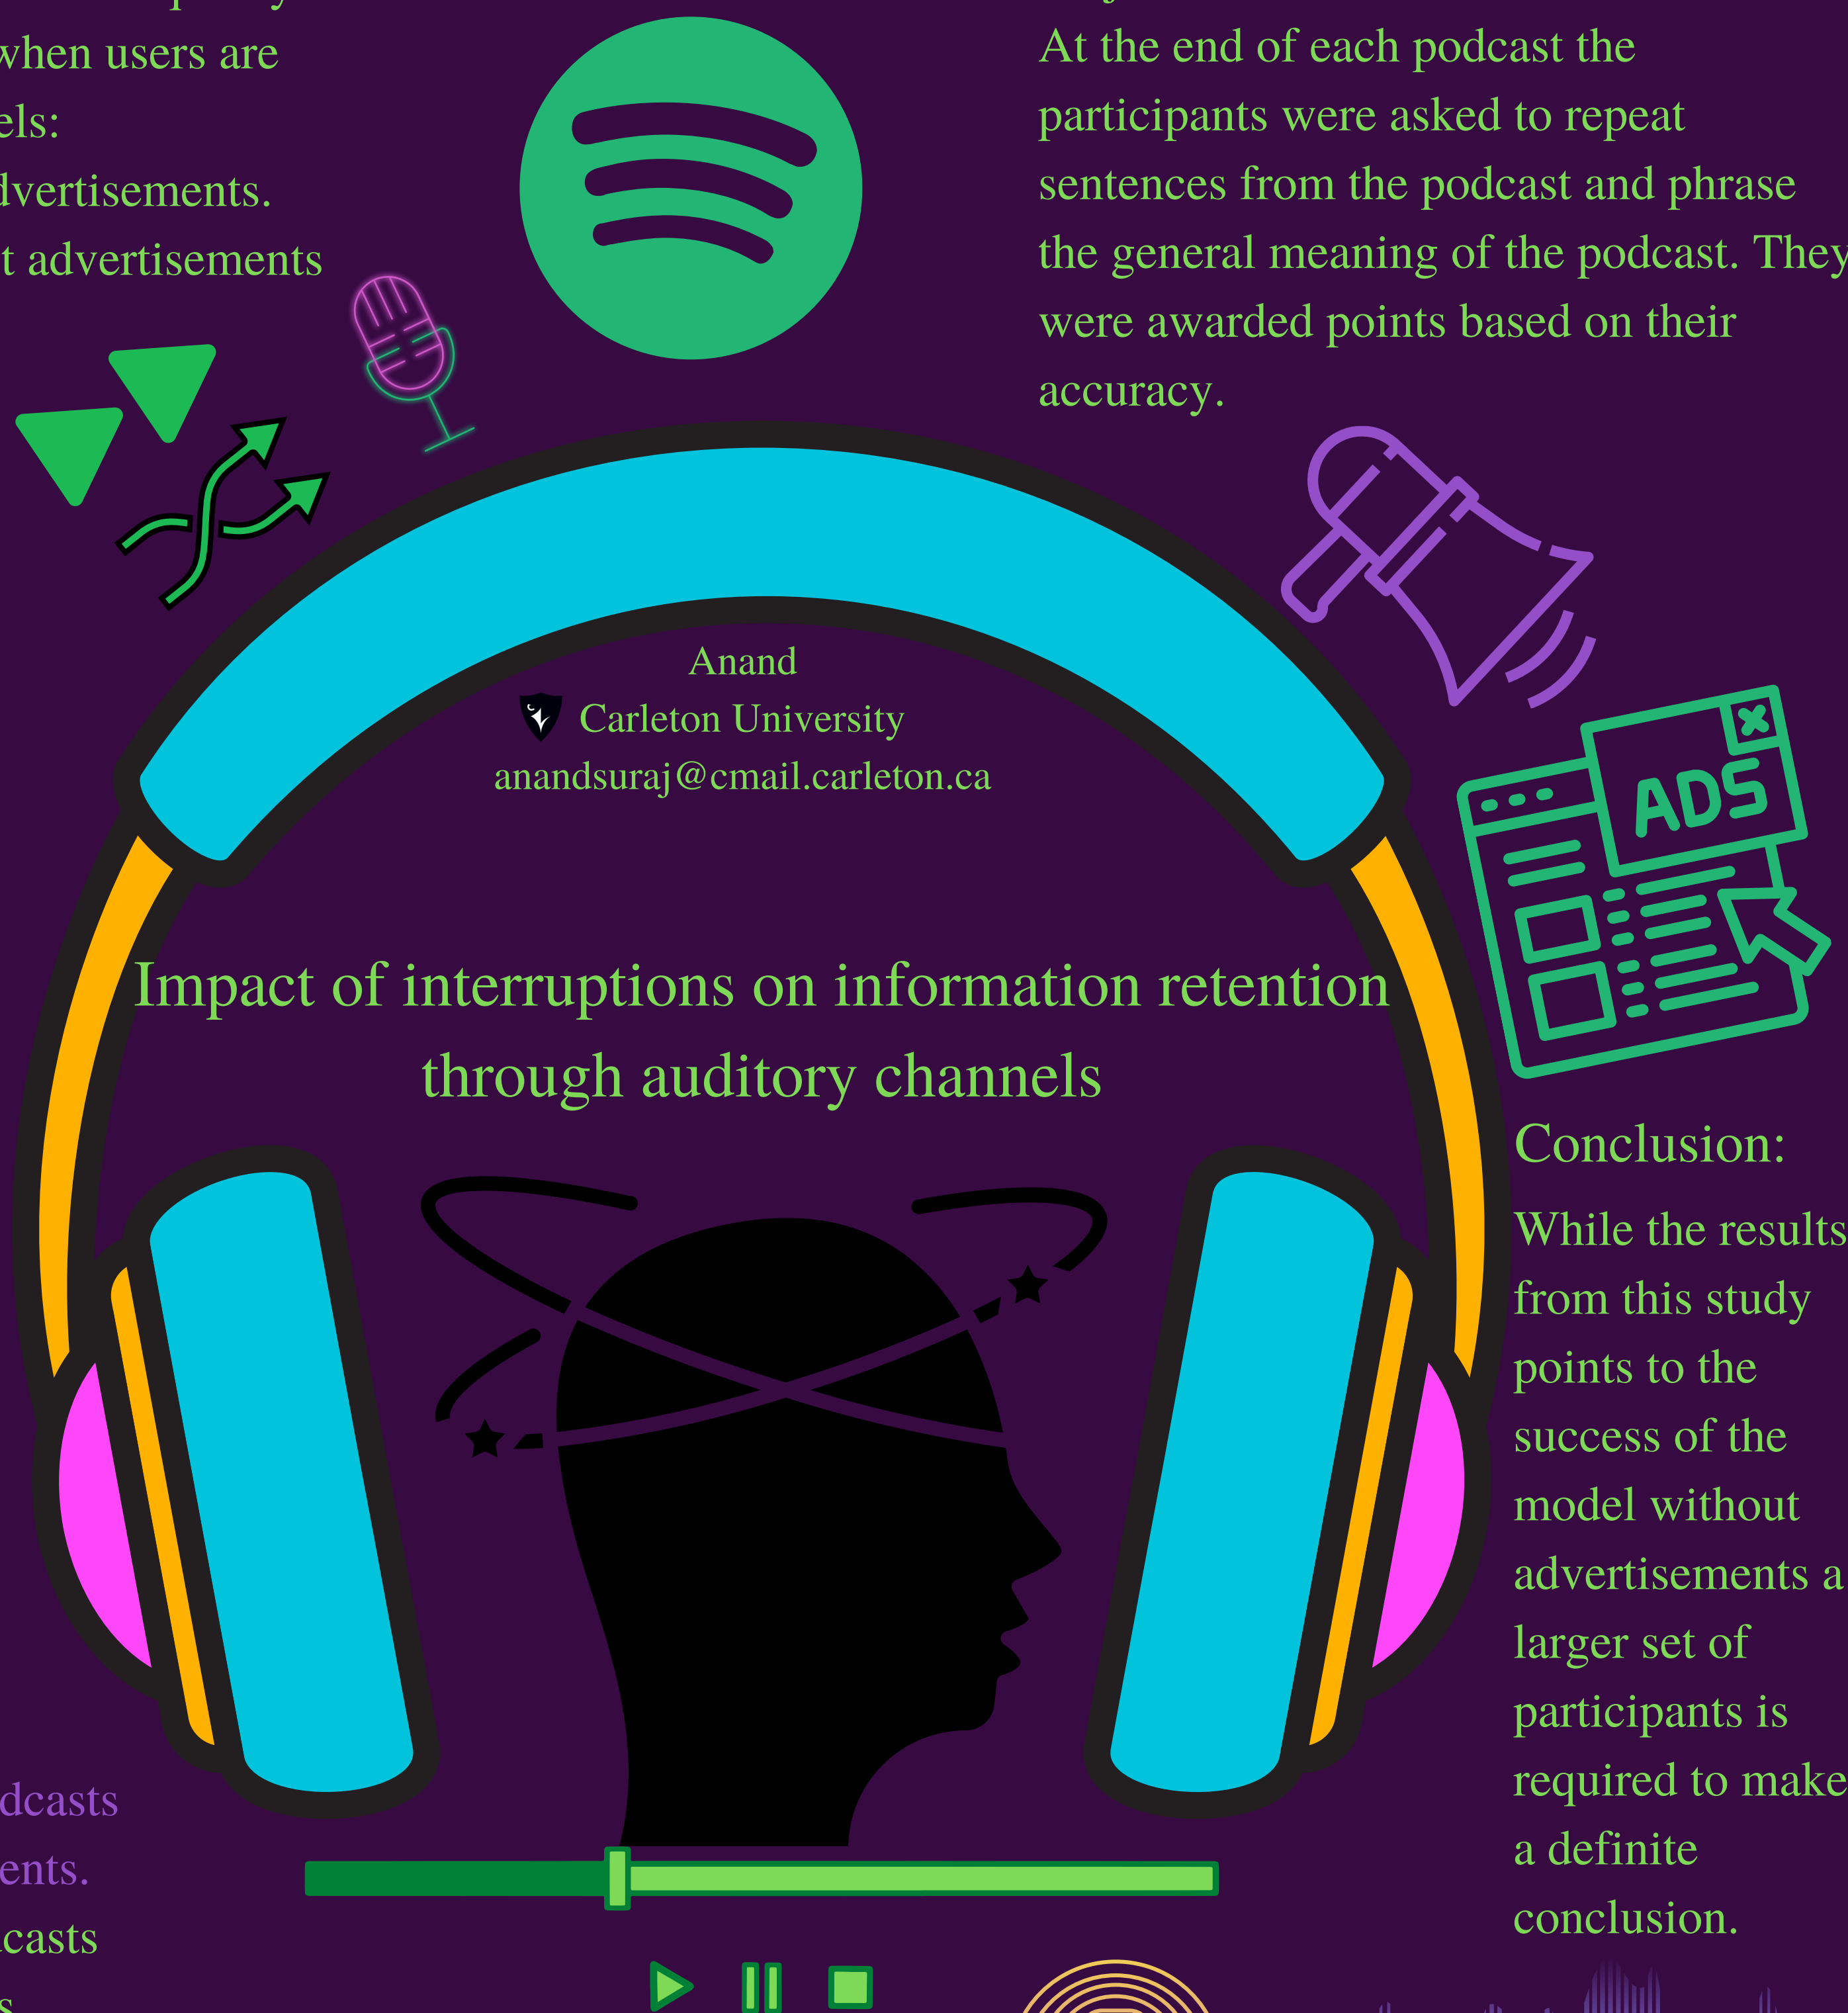 when users are
els:
dvertisements.
t advertisements
At the end of each podcast the
participants were asked to repeat
sentences from the podcast and phrase
the general meaning of the podcast. They
were awarded points based on their
accuracy.
Anand
Carleton University
anandsuraj@cmail.carleton.ca
ADS
Impact of interruptions on information retention
through auditory channels
Conclusion:
While the results
from this study
points to the
success of the
model without
advertisements a
larger set of
participants is
required to make
a definite
conclusion.
dcasts
ents.
casts